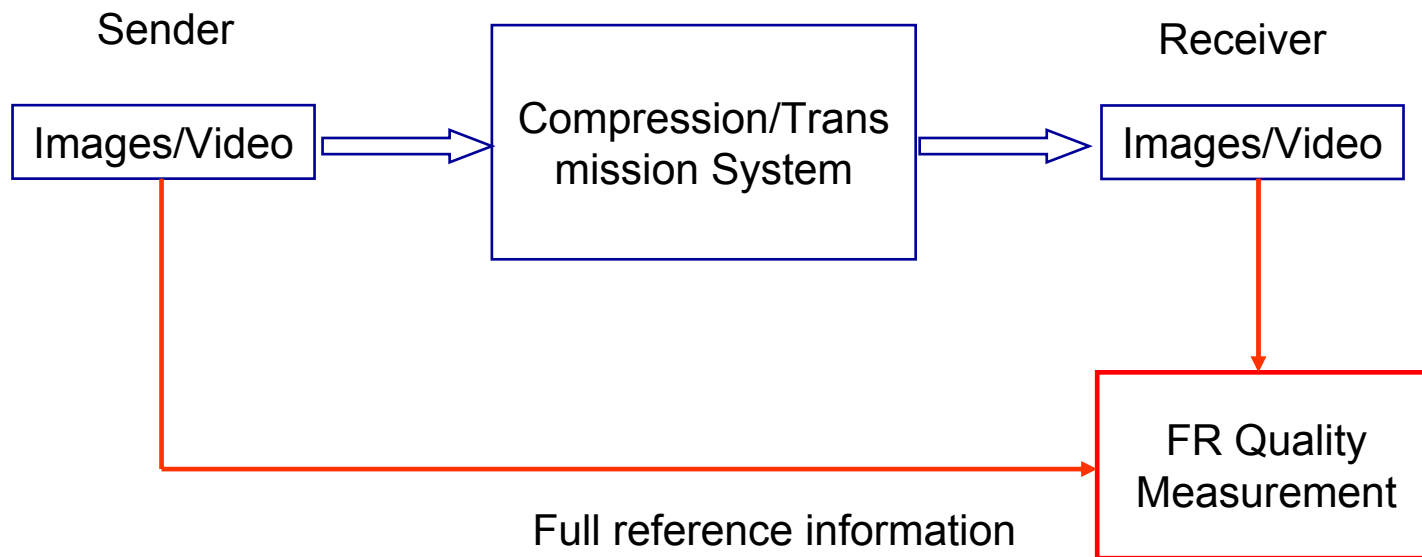 Sender
Receiver
Images/Video
Compression/Trans
mission System
Images/Video
FR Quality
Measurement
Full reference information